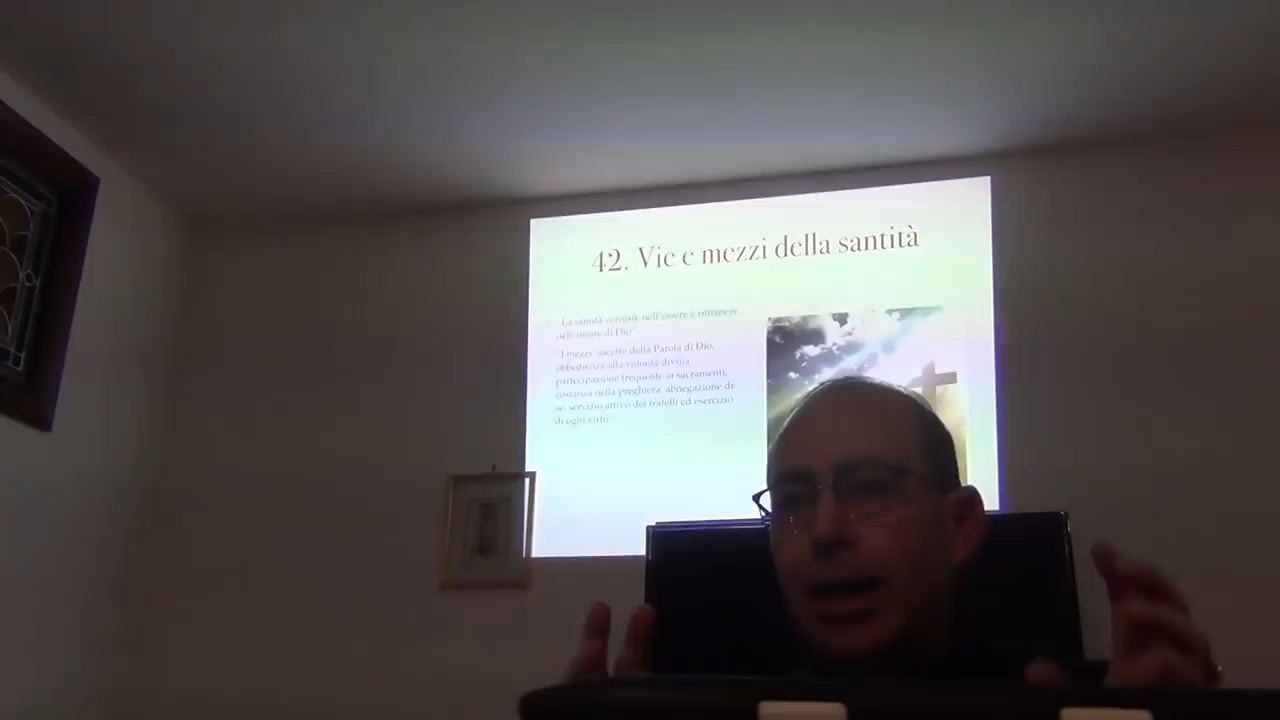 42. Vie e mezzi della santità
"La santità consiste nell'essere e rimanere
nell'amore di Dio"
"I mezzi: ascolto della Parola di Dio,
obbedienza alla volontà divina,
partecipazione frequente ai sacramenti,
costanza nella preghiera, abnegazione di
sé, servizio attivo dei fratelli ed esercizio
di ogni virtù"